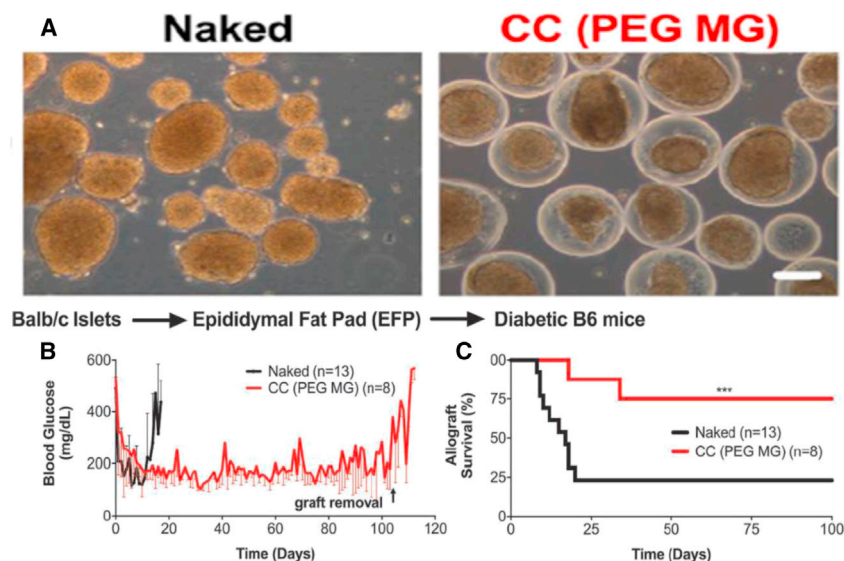 A
Naked
CC (PEG MG)
Balb/c Islets Epididymal Fat Pad (EFP) Diabetic B6 mice
B
Blood Glucose
(mg/dL)
600
400
200
0
Naked (n=13)
CC (PEG MG) (n=8)
graft removal
0 20 40 60 80 100 120
Time (Days)
C
Allograft
Survival (%)
00
75
50
25
0
***
Naked (n=13)
CC (PEG MG) (n=8)
0 25 50 75 100
Time (Days)